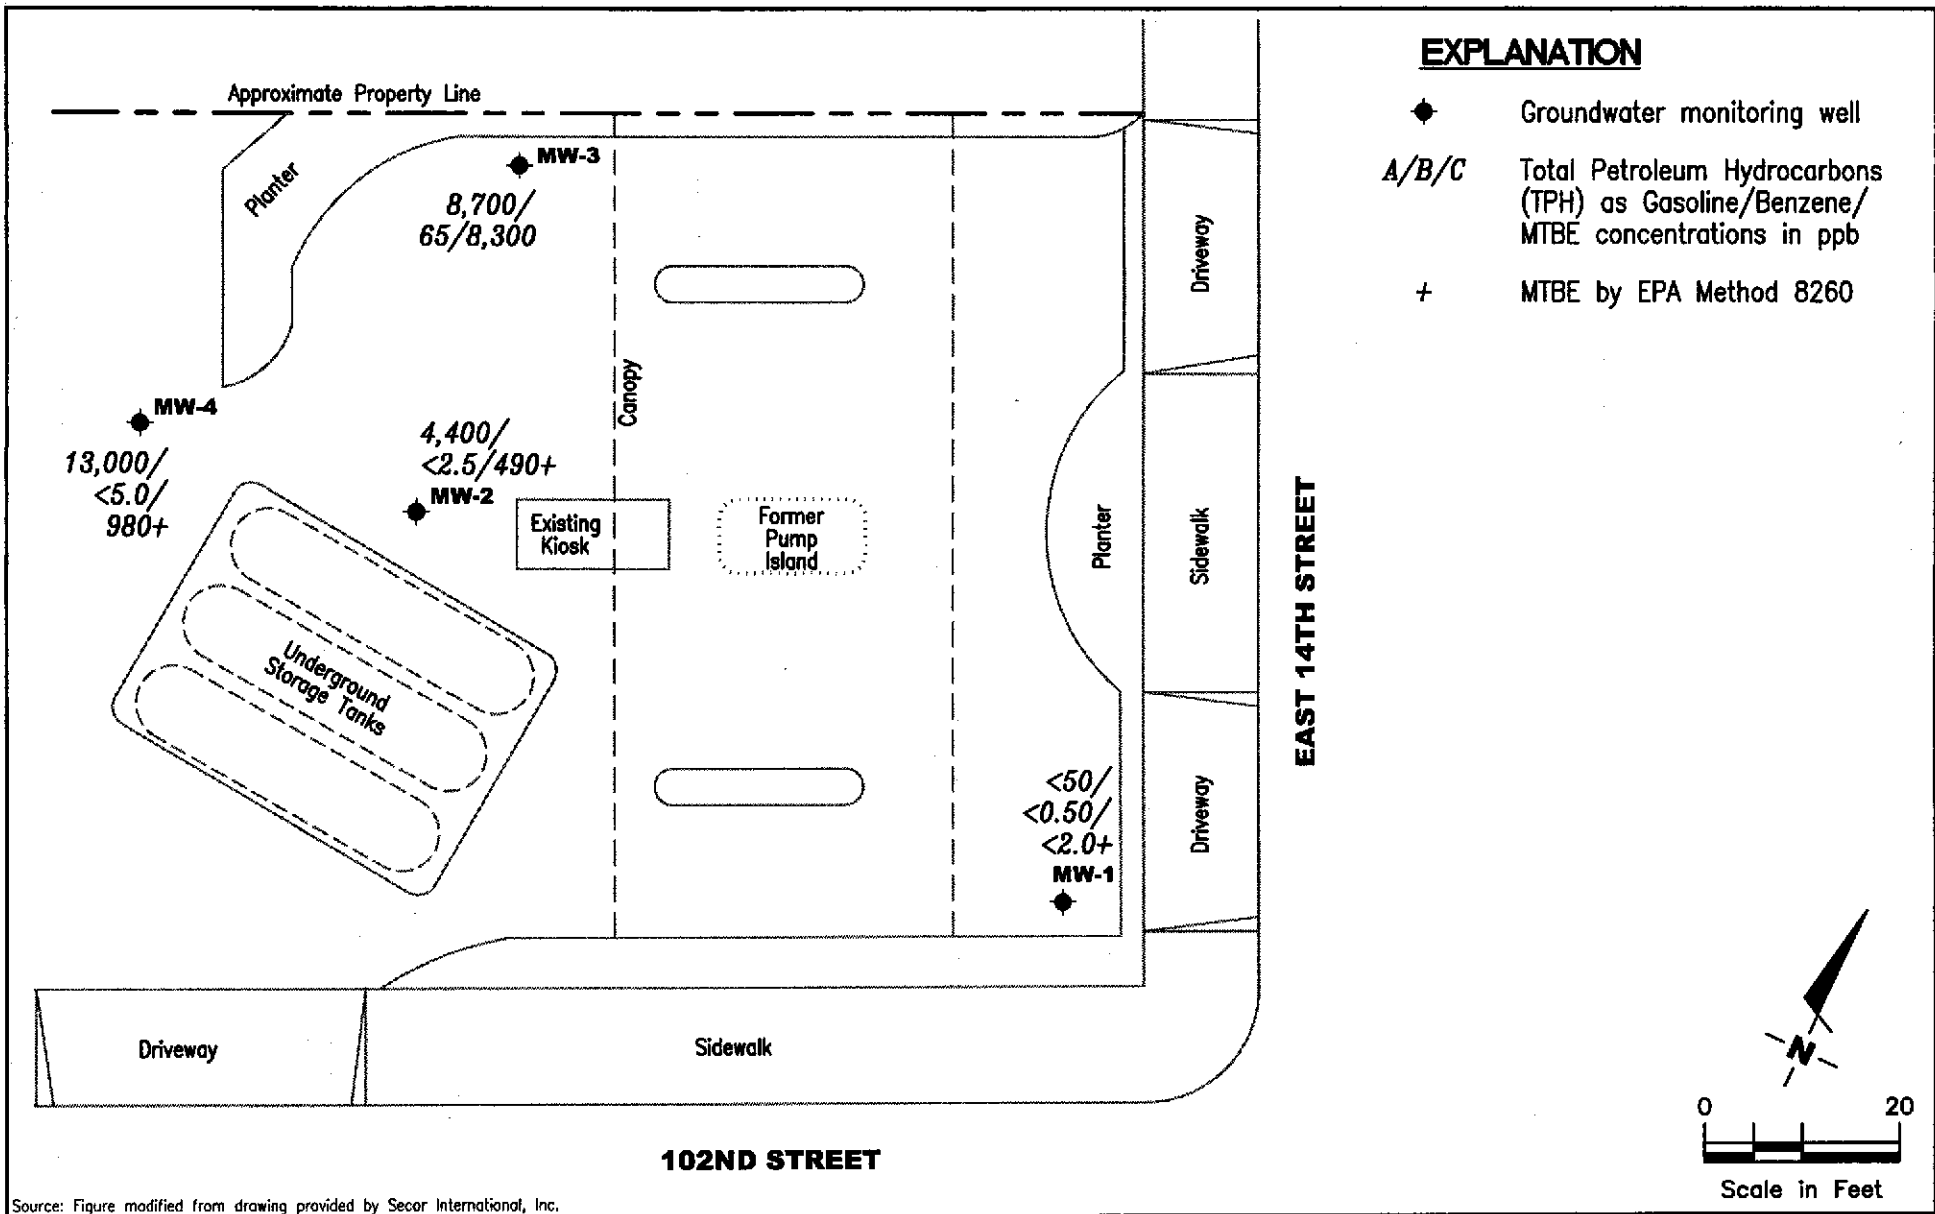 EXPLANATION
Groundwater monitoring well
A/B/C
Total Petroleum Hydrocarbons
(TPH) as Gasoline/Benzene/
MTBE concentrations in ppb
+
MTBE by EPA Method 8260
Approximate Property Line
Planter
MW-3
8,700/
65/8,300
Driveway
Canopy
MW-4
13,000/
<5.0/
980+
4,400/
<2.5/490+
MW-2
Existing
Kiosk
Former
Pump
Island
Planter
Sidewalk
EAST 14TH STREET
Underground
Storage Tanks
<50/
<0.50/
<2.0+
MW-1
Driveway
Driveway
Sidewalk
102ND STREET
N
0 20
Scale in Feet
Source: Figure modified from drawing provided by Secor International, Inc.